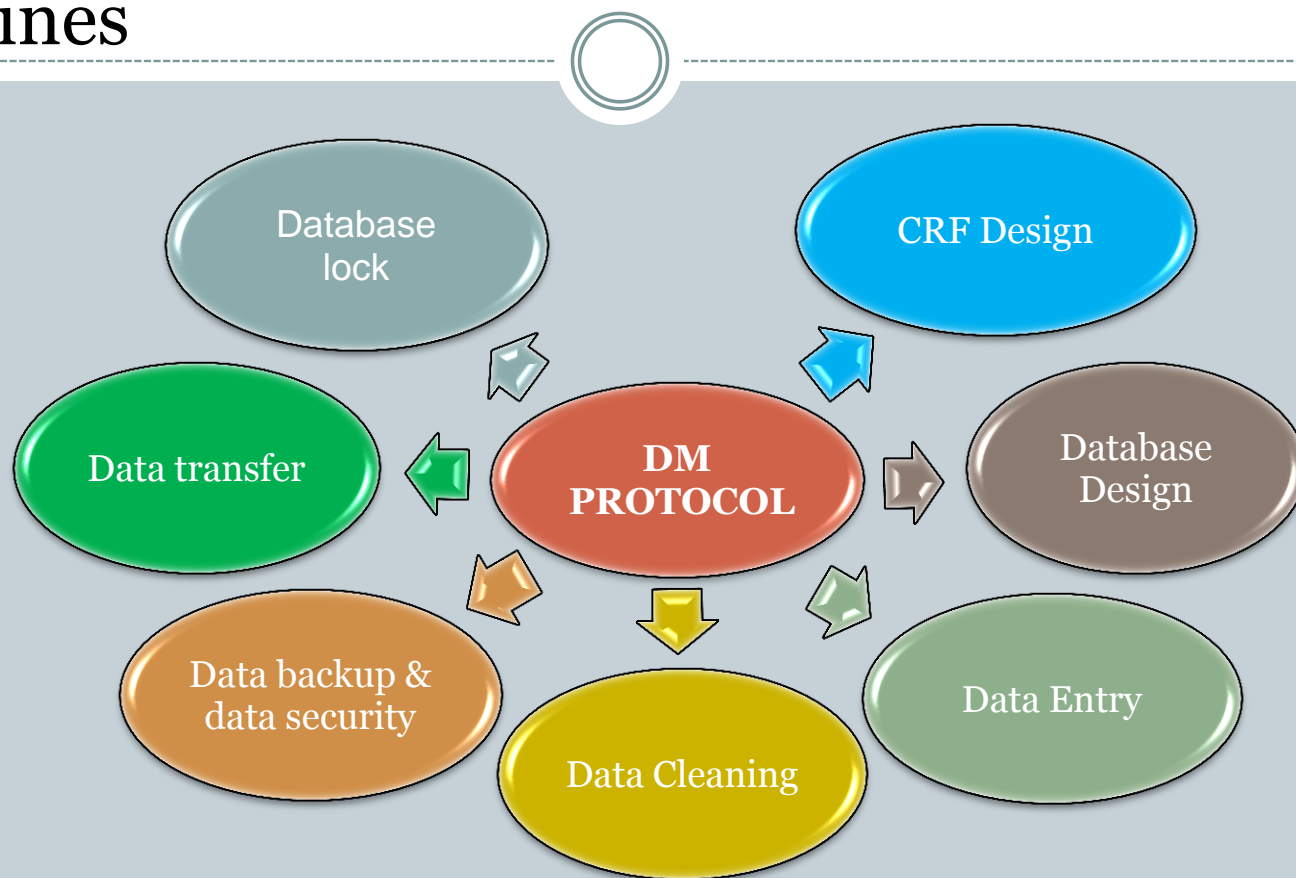 ines
Database
lock
CRF Design
Data transfer
DM
PROTOCOL
Database
Design
Data backup &
data security
Data Cleaning
Data Entry